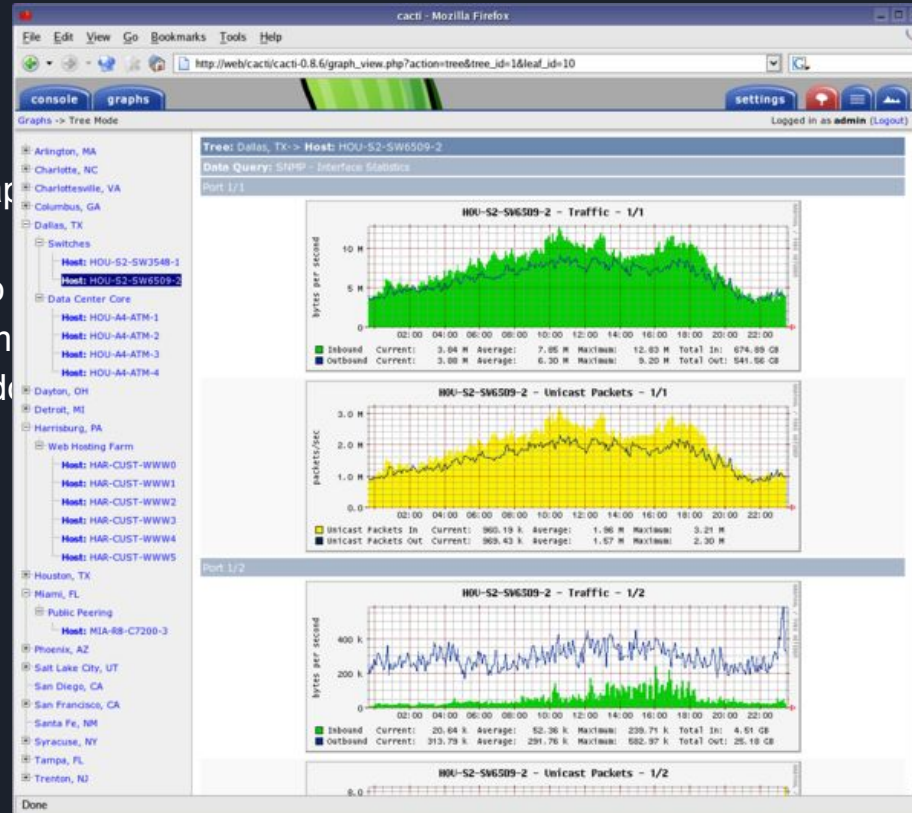 cacti - Mozilla Firefox
File Edit View Go Bookmarks Tools Help
http://web/cacti/cacti-0.8.6/graph_view.php?action=tree&tree_id=1&leaf_id=10
G
console graphs settings
Graphs -> Tree Mode Logged in as admin (Logout)
Arlington, MA
Charlotte, NC
Charlottesville, VA
Columbus, GA
Dallas, TX
Switches
Host: HOU-S2-SW3548-1
Host: HOU-S2-SW6509-2
Data Center Core
Host: HOU-A4-ATM-1
Host: HOU-A4-ATM-2
Host: HOU-A4-ATM-3
Host: HOU-A4-ATM-4
Dayton, OH
Detroit, MI
Harrisburg, PA
Web Hosting Farm
Host: HAR-CUST-WWW0
Host: HAR-CUST-WWW1
Host: HAR-CUST-WWW2
Host: HAR-CUST-WWW3
Host: HAR-CUST-WWW4
Host: HAR-CUST-WWW5
Houston, TX
Miami, FL
Public Peering
Host: MIA-R8-C7200-3
Phoenix, AZ
Salt Lake City, UT
San Diego, CA
San Francisco, CA
Santa Fe, NM
Syracuse, NY
Tampa, FL
Trenton, NJ
Tree: Dallas, TX-> Host: HOU-S2-SW6509-2
Data Query: SNMP - Interface Statistics
Port 1/1
HOU-S2-SW6509-2 - Traffic - 1/1
bytes per second
10 M
5 M
0
02:00 04:00 06:00 08:00 10:00 12:00 14:00 16:00 18:00 20:00 22:00
Inbound Current: 3.84 M Average: 7.85 M Maximum: 12.83 M Total In: 674.89 GB
Outbound Current: 3.88 M Average: 6.30 M Maximum: 9.20 M Total Out: 541.56 GB
HOU-S2-SW6509-2 - Unicast Packets - 1/1
packets/sec
3.0 M
2.0 M
1.0 M
0.0
02:00 04:00 06:00 08:00 10:00 12:00 14:00 16:00 18:00 20:00 22:00
Unicast Packets In Current: 960.19 k Average: 1.96 M Maximum: 3.21 M
Unicast Packets Out Current: 969.43 k Average: 1.57 M Maximum: 2.30 M
Port 1/2
HOU-S2-SW6509-2 - Traffic - 1/2
bytes per second
400 k
200 k
0
02:00 04:00 06:00 08:00 10:00 12:00 14:00 16:00 18:00 20:00 22:00
Inbound Current: 20.64 k Average: 52.36 k Maximum: 239.71 k Total In: 4.51 GB
Outbound Current: 313.79 k Average: 291.76 k Maximum: 582.97 k Total Out: 25.10 GB
HOU-S2-SW6509-2 - Unicast Packets - 1/2
8.0
Done